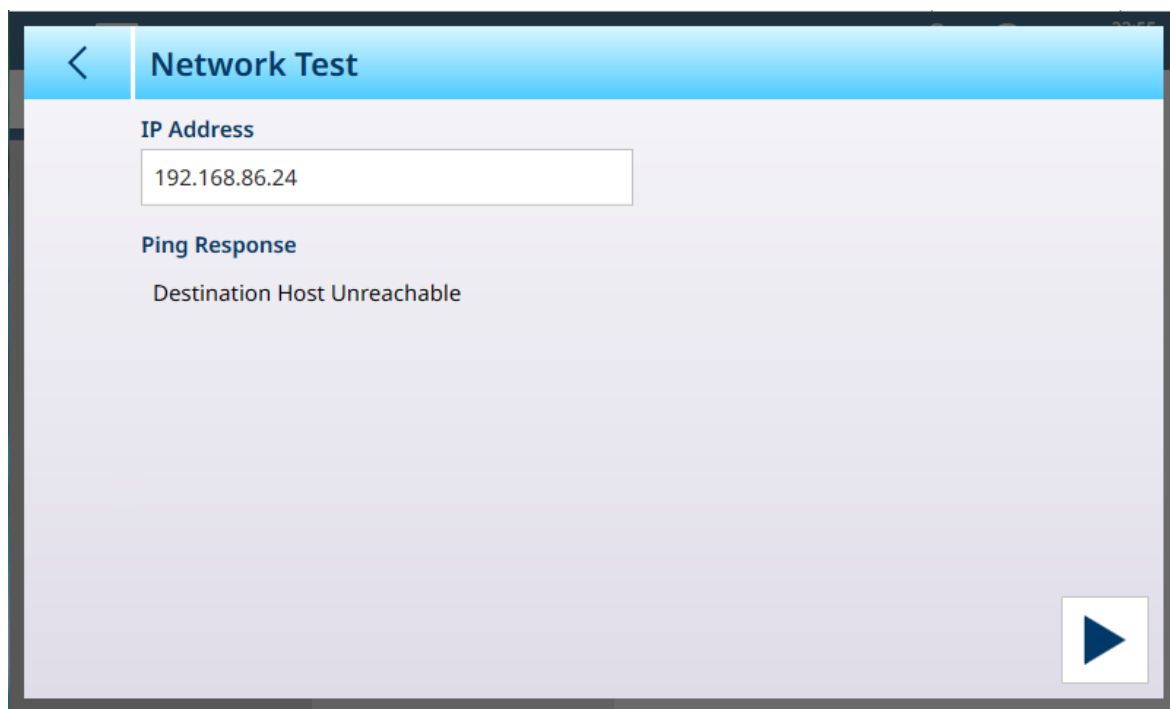 Network Test
IP Address
192.168.86.24
Ping Response
Destination Host Unreachable